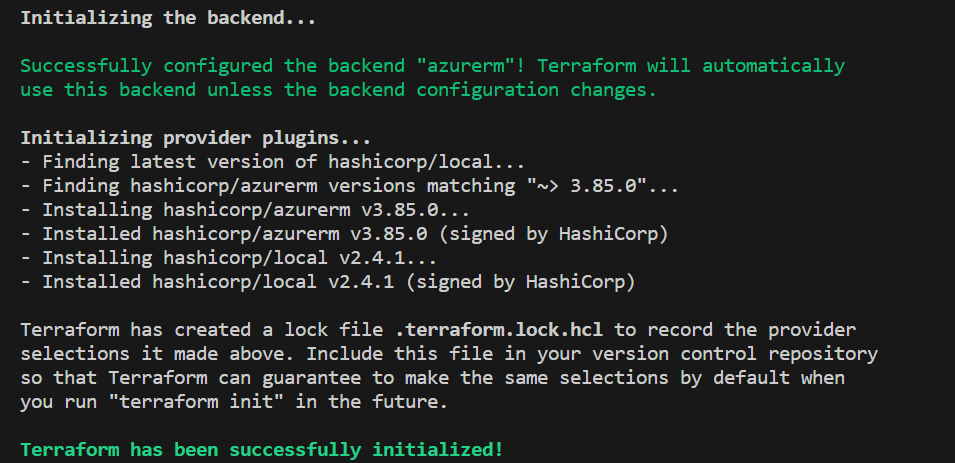 Initializing the backend...
Successfully configured the backend "azurerm"! Terraform will automatically
use this backend unless the backend configuration changes.
Initializing provider plugins...
- Finding latest version of hashicorp/local...
- Finding hashicorp/azurerm versions matching "~> 3.85.0"...
- Installing hashicorp/azurerm v3.85.0...
- Installed hashicorp/azurerm v3.85.0 (signed by HashiCorp)
- Installing hashicorp/local v2.4.1...
- Installed hashicorp/local v2.4.1 (signed by HashiCorp)
Terraform has created a lock file .terraform.lock.hcl to record the provider
selections it made above. Include this file in your version control repository
so that Terraform can guarantee to make the same selections by default when
you run "terraform init" in the future.
Terraform has been successfully initialized!